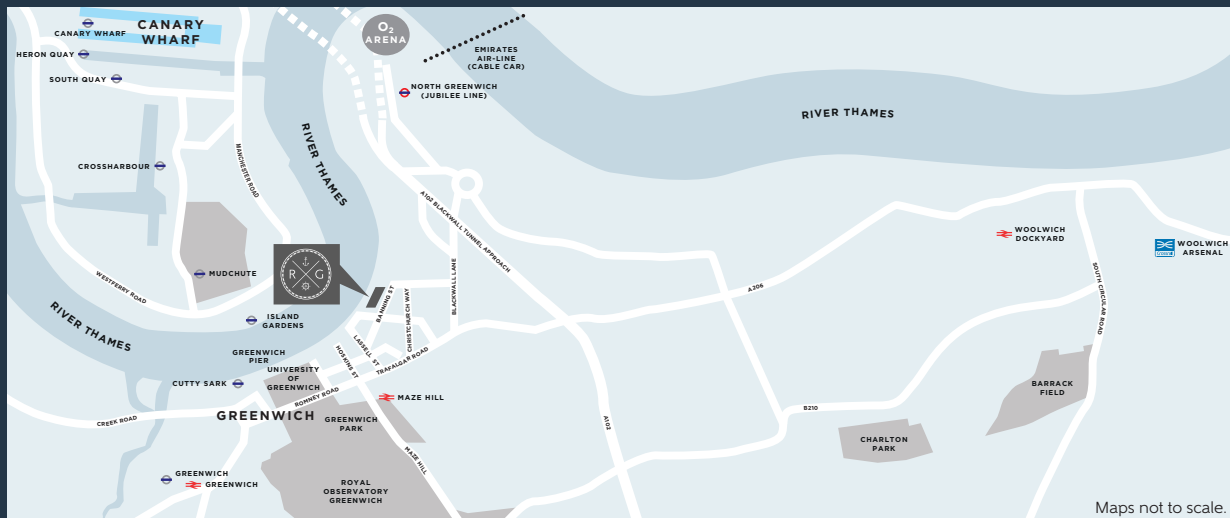 CANARY
WHARF
CANARY WHARF
HERON QUAY
SOUTH QUAY
O2
ARENA
EMIRATES
AIR-LINE
(CABLE CAR)
NORTH GREENWICH
(JUBILEE LINE)
RIVER THAMES
RIVER THAMES
CROSSHARBOUR
MANCHESTER ROAD
A102 BLACKWALL TUNNEL APPROACH
WOOLWICH
DOCKYARD
WOOLWICH
ARSENAL
R G
MUDCHUTE
WESTFERRY ROAD
BANNING ST
CHRISTCHURCH WAY
BLACKWALL LANE
A206
SOUTH CIRCULAR ROAD
RIVER THAMES
ISLAND
GARDENS
GREENWICH
PIER
UNIVERSITY
OF
GREENWICH
LASSELL ST
HOSKINS ST
TRAFALGAR ROAD
CUTTY SARK
ROMNEY ROAD
MAZE HILL
BARRACK
FIELD
GREENWICH
CREEK ROAD
GREENWICH
PARK
A102
B210
CHARLTON
PARK
MAZE HILL
GREENWICH
GREENWICH
ROYAL
OBSERVATORY
GREENWICH
Maps not to scale.